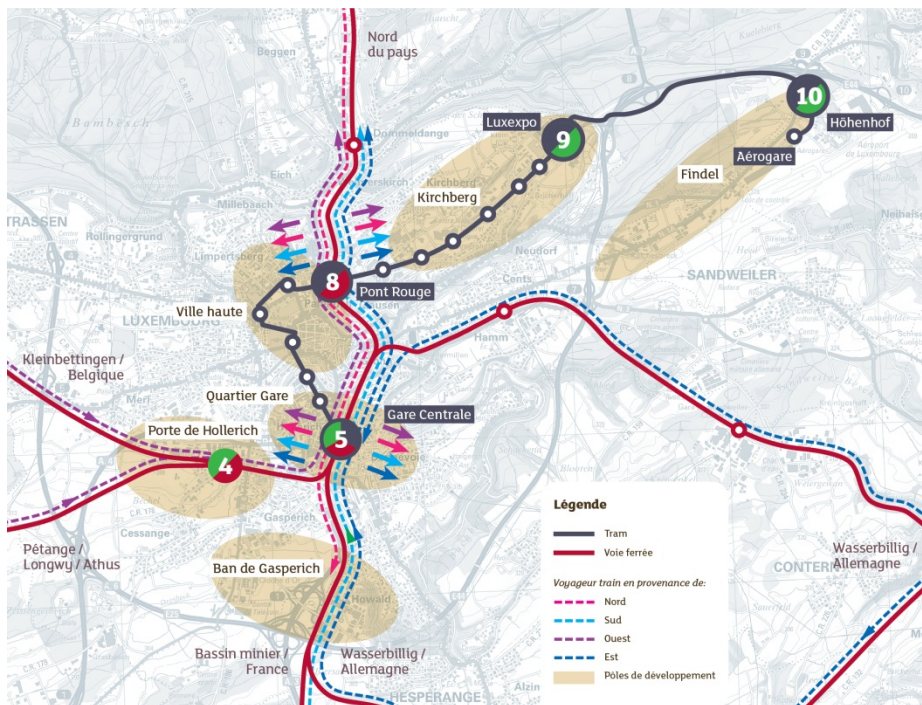 Nord
du pays
Beggen
Bambësch
Dommeldange
Eich
Millebach
Rollingergrund
Limpertsberg
STRASSEN
LUXEMBOURG
10
Höhenhof
Aérogare
Luxexpo
9
Kirchberg
Kirchberg
Findel
Neudorf
Cents
SANDWEILER
Hamm
8
Pont Rouge
Ville haute
Kleinbettingen /
Belgique
Merl
Quartier Gare
Gare Centrale
5
Porte de Hollerich
4
Cessange
Gasperich
Pétange /
Longwy / Athus
Ban de Gasperich
Howald
Bassin minier /
France
Wasserbillig /
Allemagne
HESPERANGE
Alzin
CONTERN
Wasserbillig /
Allemagne
Légende
Tram
Voie ferrée
Voyageur train en provenance de:
Nord
Sud
Ouest
Est
Pôles de développement